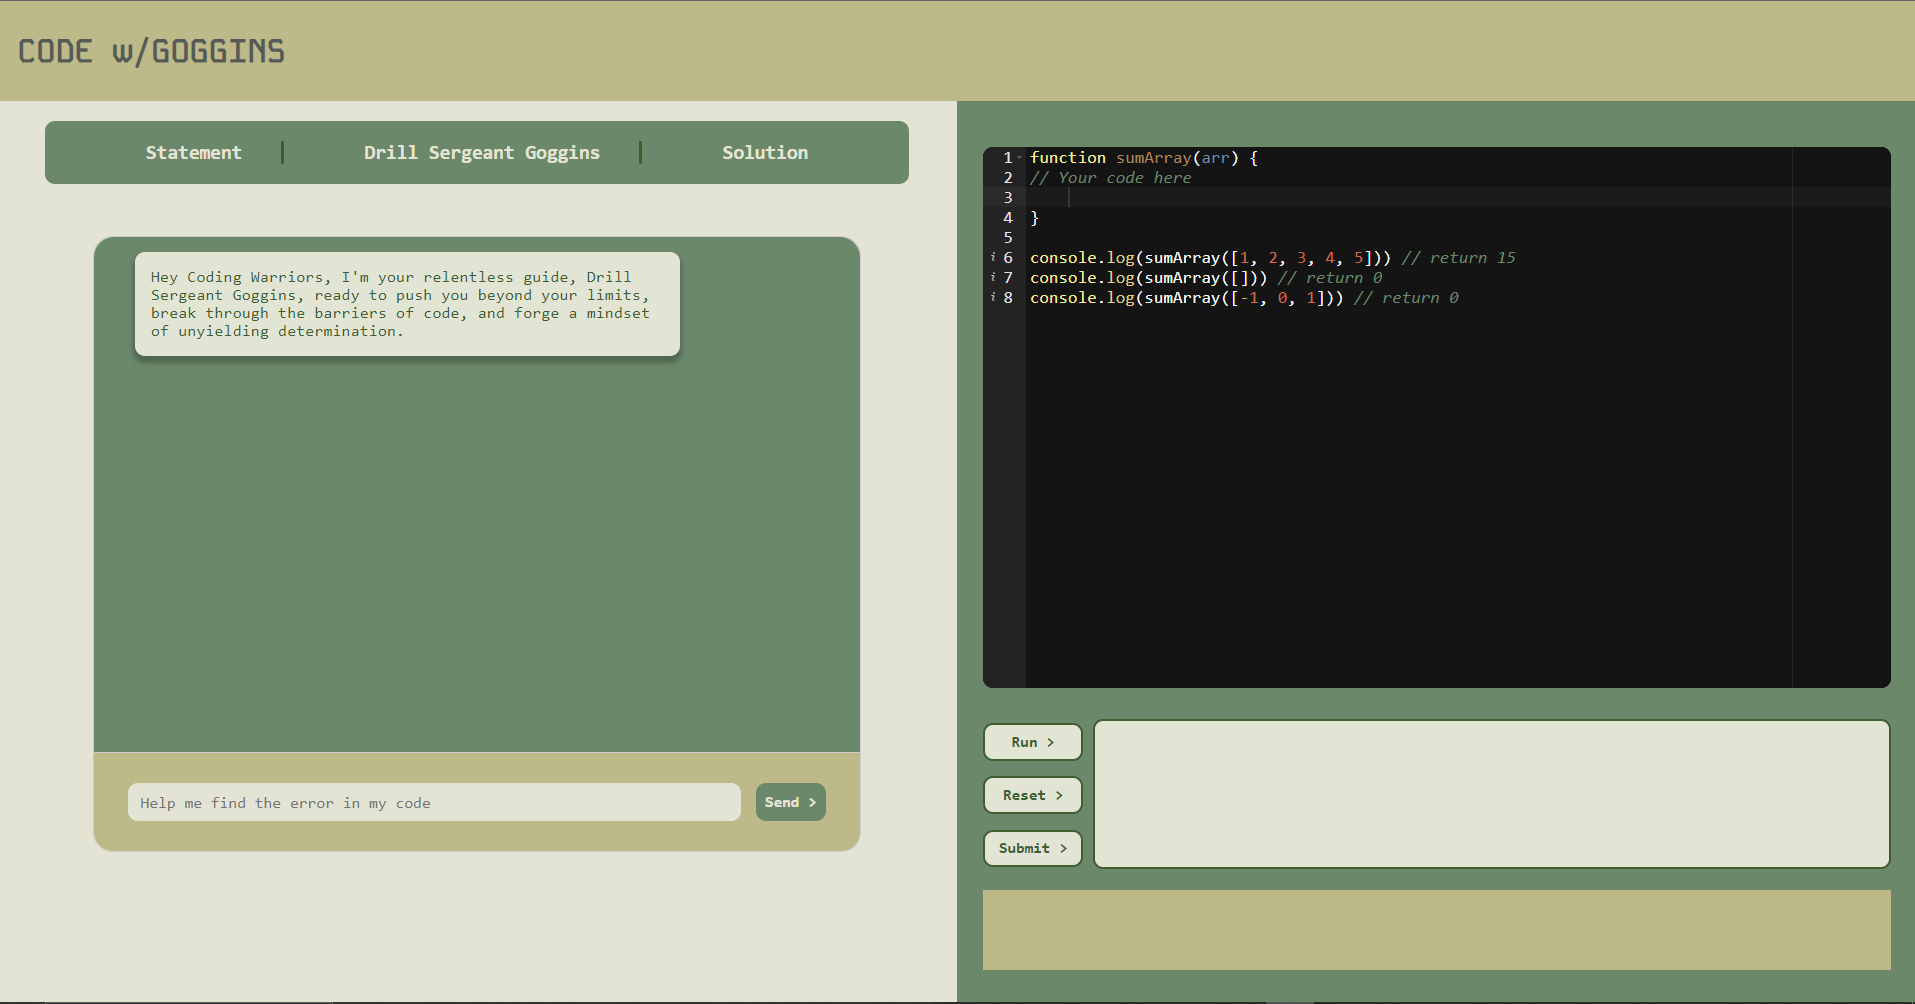 CODE w/GOGGINS
Statement
Drill Sergeant Goggins
Solution
Hey Coding Warriors, I'm your relentless guide, Drill
Sergeant Goggins, ready to push you beyond your limits,
break through the barriers of code, and forge a mindset
of unyielding determination.
Help me find the error in my code
Send >
1 function sumArray(arr) {
2 // Your code here
3
4 }
5
i 6 console.log(sumArray([1, 2, 3, 4, 5])) // return 15
i 7 console.log(sumArray([])) // return 0
i 8 console.log(sumArray([-1, 0, 1])) // return 0
Run >
Reset >
Submit >